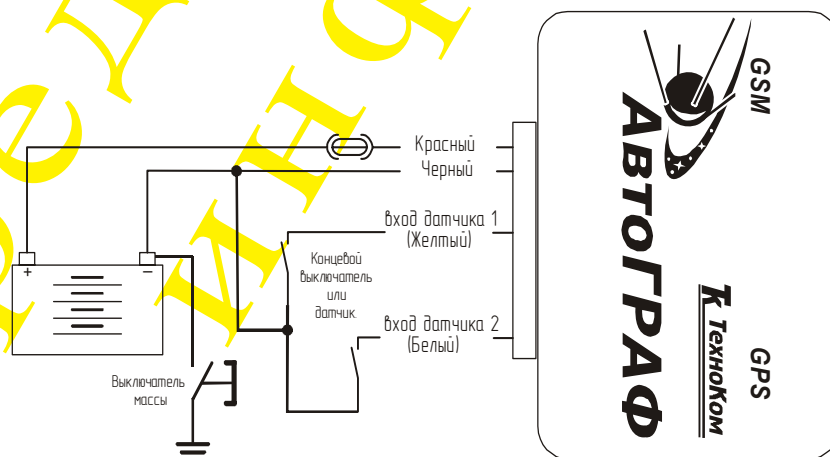 Красный
Черный
вход датчика 1
(Желтый)
Концевой
выключатель
или
датчик
вход датчика 2
(Белый)
+
−
Выключатель
массы
GSM
АвтоГРАФ
ТК ТехноКом
GPS